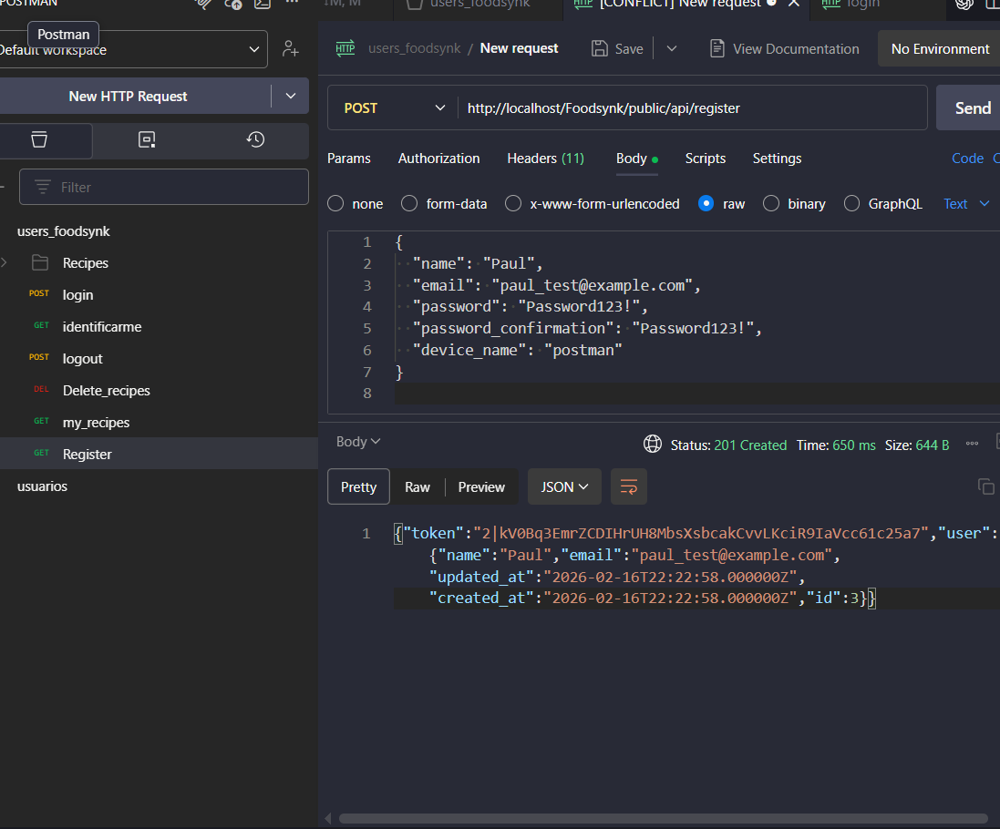 POSTMAN
Postman
Default workspace
New HTTP Request
Filter
users_foodsynk
Recipes
POST login
GET identificarme
POST logout
DEL Delete_recipes
GET my_recipes
GET Register
usuarios
users_foodsynk
HTTP [CONFLICT] New request
HTTP login
HTTP users_foodsynk / New request
Save
View Documentation
No Environment
POST
http://localhost/Foodsynk/public/api/register
Send
Params Authorization Headers (11) Body Scripts Settings
Code
none form-data x-www-form-urlencoded raw binary GraphQL Text
1 {
2 "name": "Paul",
3 "email": "paul_test@example.com",
4 "password": "Password123!",
5 "password_confirmation": "Password123!",
6 "device_name": "postman"
7 }
8
Body
Status: 201 Created Time: 650 ms Size: 644 B
Pretty Raw Preview JSON
1 {"token":"2|kV0Bq3EmrZCDIHrUH8MbsXsbcakCvvLKciR9IaVcc61c25a7","user":
{"name":"Paul","email":"paul_test@example.com",
"updated_at":"2026-02-16T22:22:58.000000Z",
"created_at":"2026-02-16T22:22:58.000000Z","id":3}}